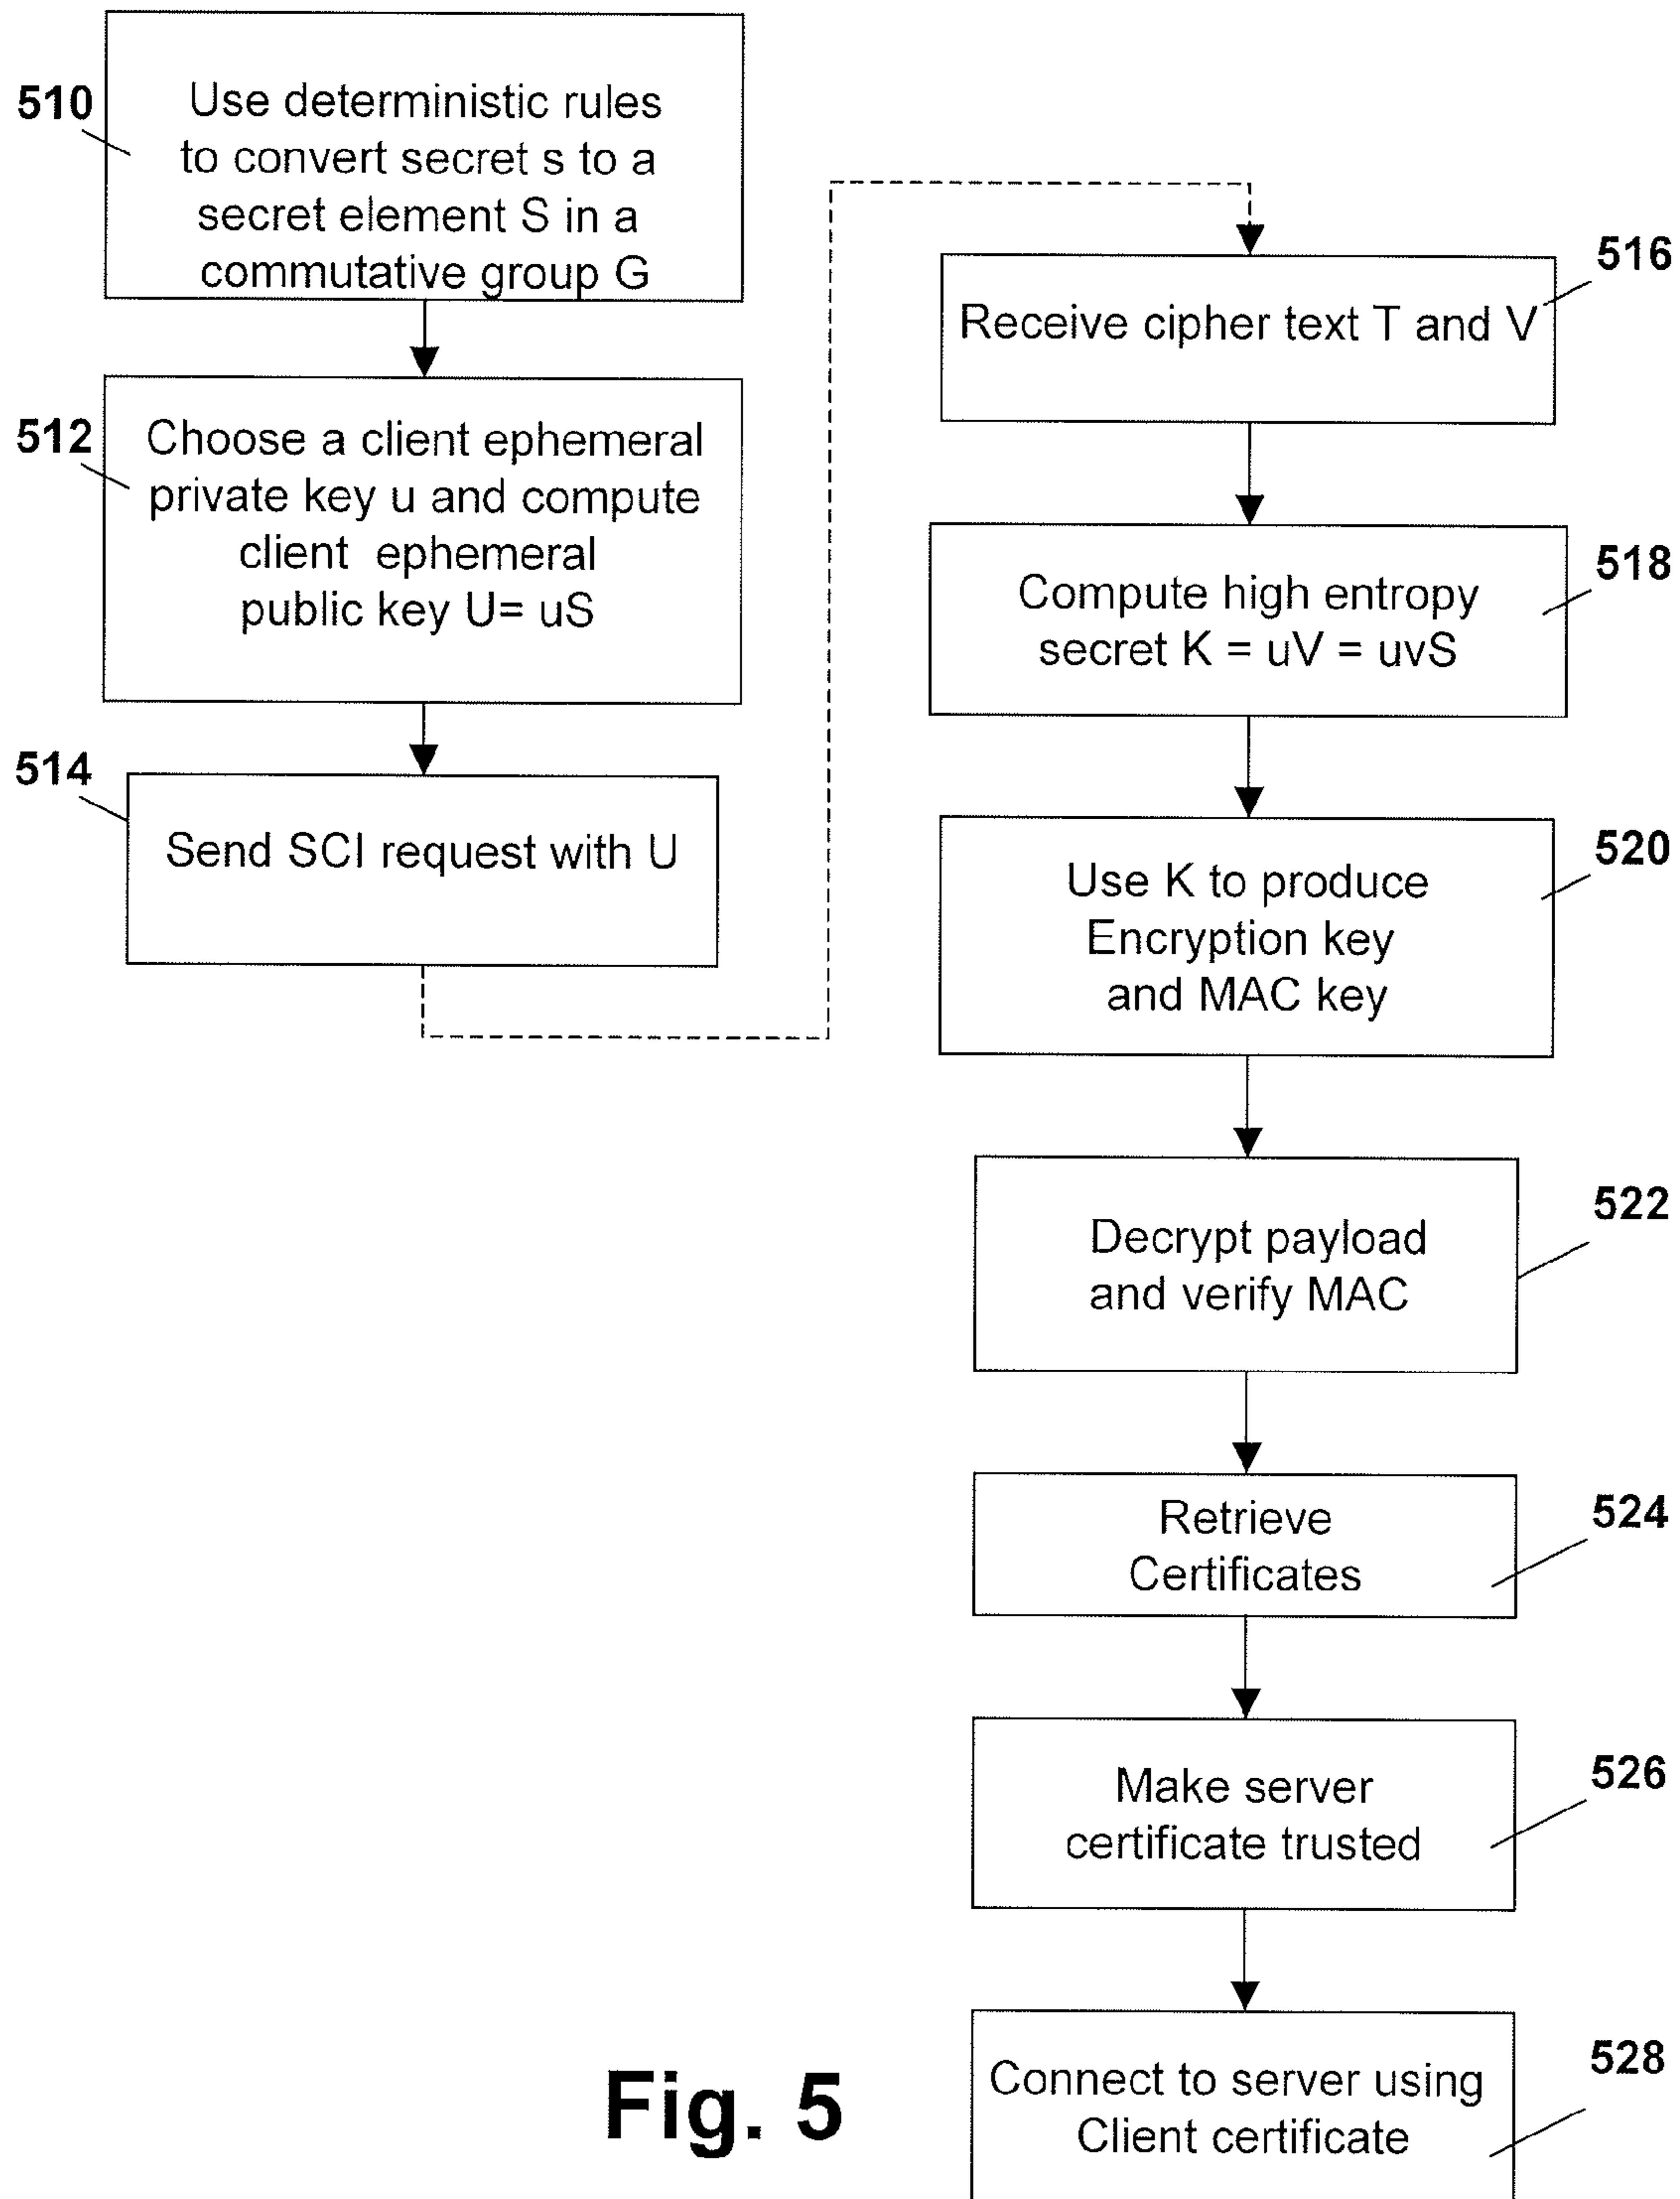 510
Use deterministic rules
to convert secret s to a
secret element S in a
commutative group G
512
Choose a client ephemeral
private key u and compute
client ephemeral
public key U= uS
514
Send SCI request with U
516
Receive cipher text T and V
518
Compute high entropy
secret K = uV = uvS
520
Use K to produce
Encryption key
and MAC key
522
Decrypt payload
and verify MAC
524
Retrieve
Certificates
526
Make server
certificate trusted
528
Connect to server using
Client certificate
Fig. 5